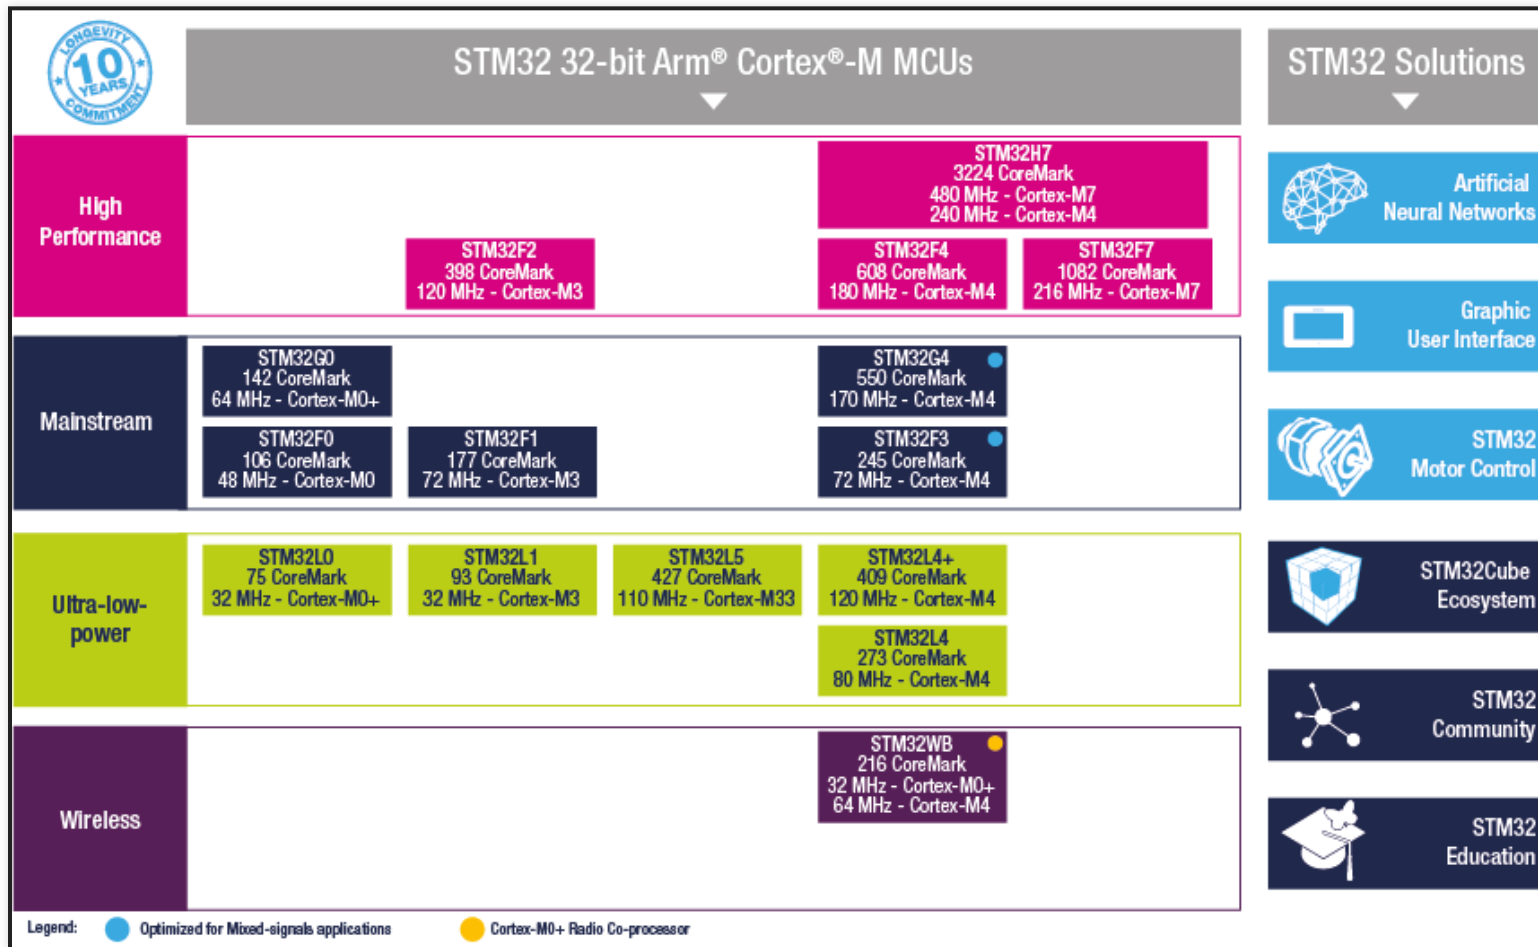 LONGEVITY
10
YEARS
COMMITMENT
STM32 32-bit Arm® Cortex®-M MCUs
STM32 Solutions
High
Performance
STM32H7
3224 CoreMark
480 MHz - Cortex-M7
240 MHz - Cortex-M4
STM32F2
398 CoreMark
120 MHz - Cortex-M3
STM32F4
608 CoreMark
180 MHz - Cortex-M4
STM32F7
1082 CoreMark
216 MHz - Cortex-M7
Mainstream
STM32G0
142 CoreMark
64 MHz - Cortex-M0+
STM32G4
550 CoreMark
170 MHz - Cortex-M4
STM32F0
106 CoreMark
48 MHz - Cortex-M0
STM32F1
177 CoreMark
72 MHz - Cortex-M3
STM32F3
245 CoreMark
72 MHz - Cortex-M4
Ultra-low-
power
STM32L0
75 CoreMark
32 MHz - Cortex-M0+
STM32L1
93 CoreMark
32 MHz - Cortex-M3
STM32L5
427 CoreMark
110 MHz - Cortex-M33
STM32L4+
409 CoreMark
120 MHz - Cortex-M4
STM32L4
273 CoreMark
80 MHz - Cortex-M4
Wireless
STM32WB
216 CoreMark
32 MHz - Cortex-M0+
64 MHz - Cortex-M4
Artificial
Neural Networks
Graphic
User Interface
STM32
Motor Control
STM32Cube
Ecosystem
STM32
Community
STM32
Education
Legend:
Optimized for Mixed-signals applications
Cortex-M0+ Radio Co-processor